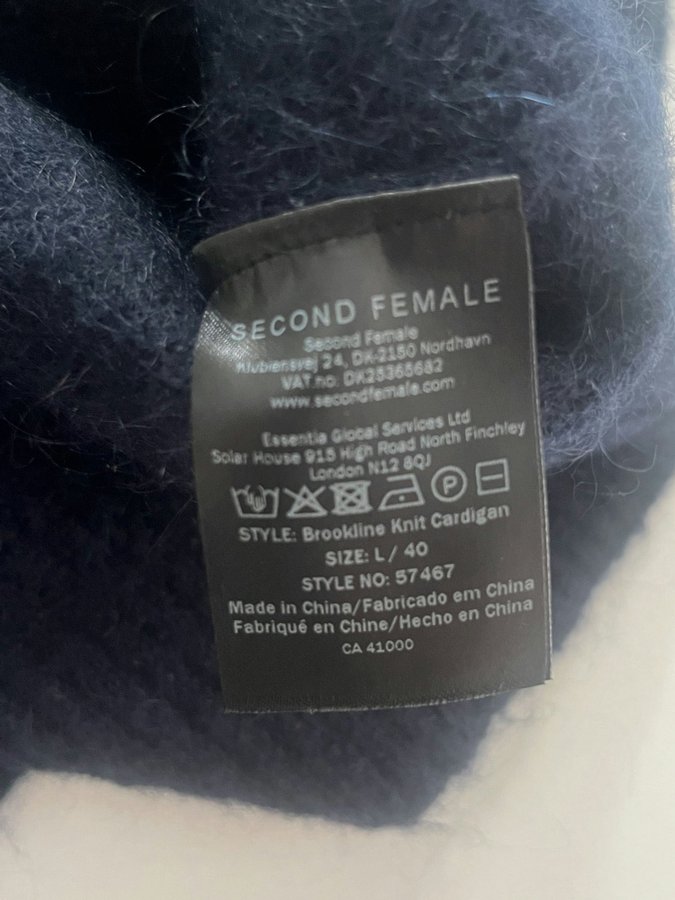 SECOND FEMALE
Second Female
Klubiensvej 24, DK-2150 Nordhavn
VAT.no. DK25365682
www.secondfemale.com
Essentia Global Services Ltd
Solar House 915 High Road North Finchley
London N12 8QJ
P
STYLE: Brookline Knit Cardigan
SIZE: L / 40
STYLE NO: 57467
Made in China/Fabricado em China
Fabriqué en Chine/Hecho en China
CA 41000